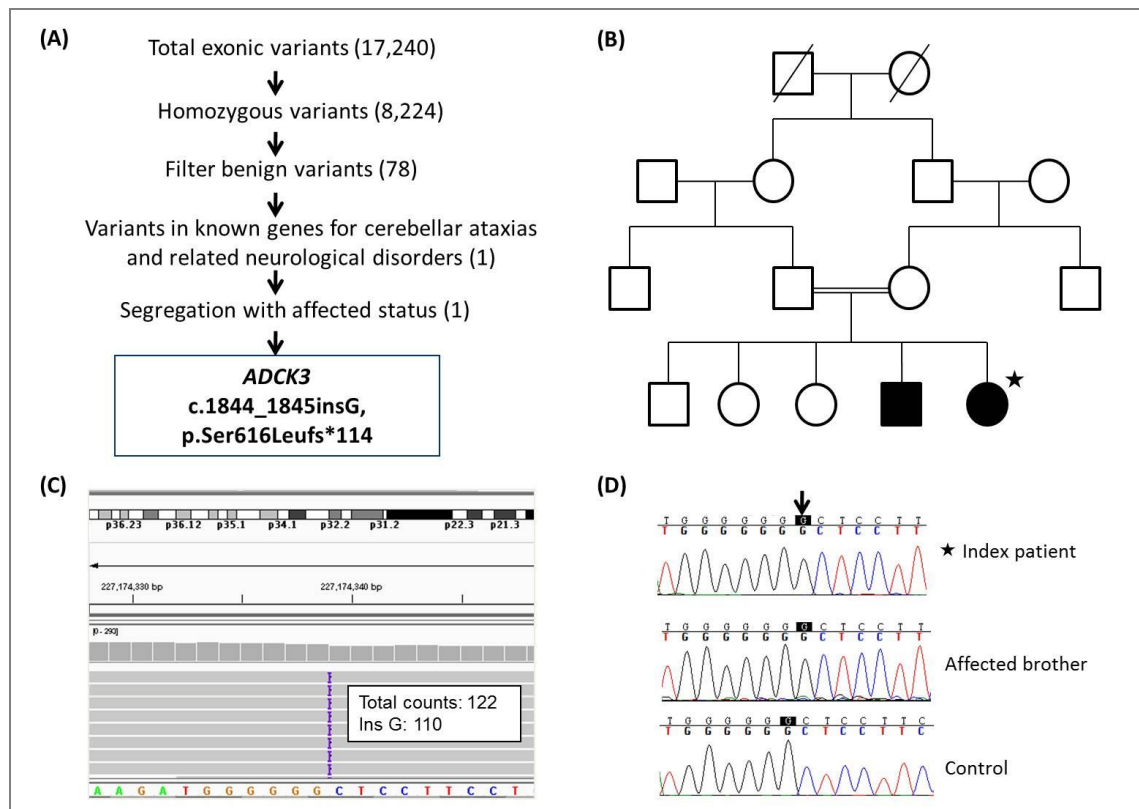 (A)
Total exonic variants (17,240)
Homozygous variants (8,224)
Filter benign variants (78)
Variants in known genes for cerebellar ataxias
and related neurological disorders (1)
Segregation with affected status (1)
ADCK3
c.1844_1845insG,
p.Ser616Leufs*114
(B)
(C)
p36.23 p36.12 p35.1 p34.1 p32.2 p31.2 p22.3 p21.3
227,174,330 bp 227,174,340 bp
[0 - 290]
Total counts: 122
Ins G: 110
A A G A T G G G G G G C T C C T T C C T
(D)
T G G G G G G G C T C C T T
T G G G G G G G C T C C T T
Index patient
T G G G G G G G C T C C T T
T G G G G G G G C T C C T T
Affected brother
T G G G G G G C T C C T T C
T G G G G G G C T C C T T C
Control